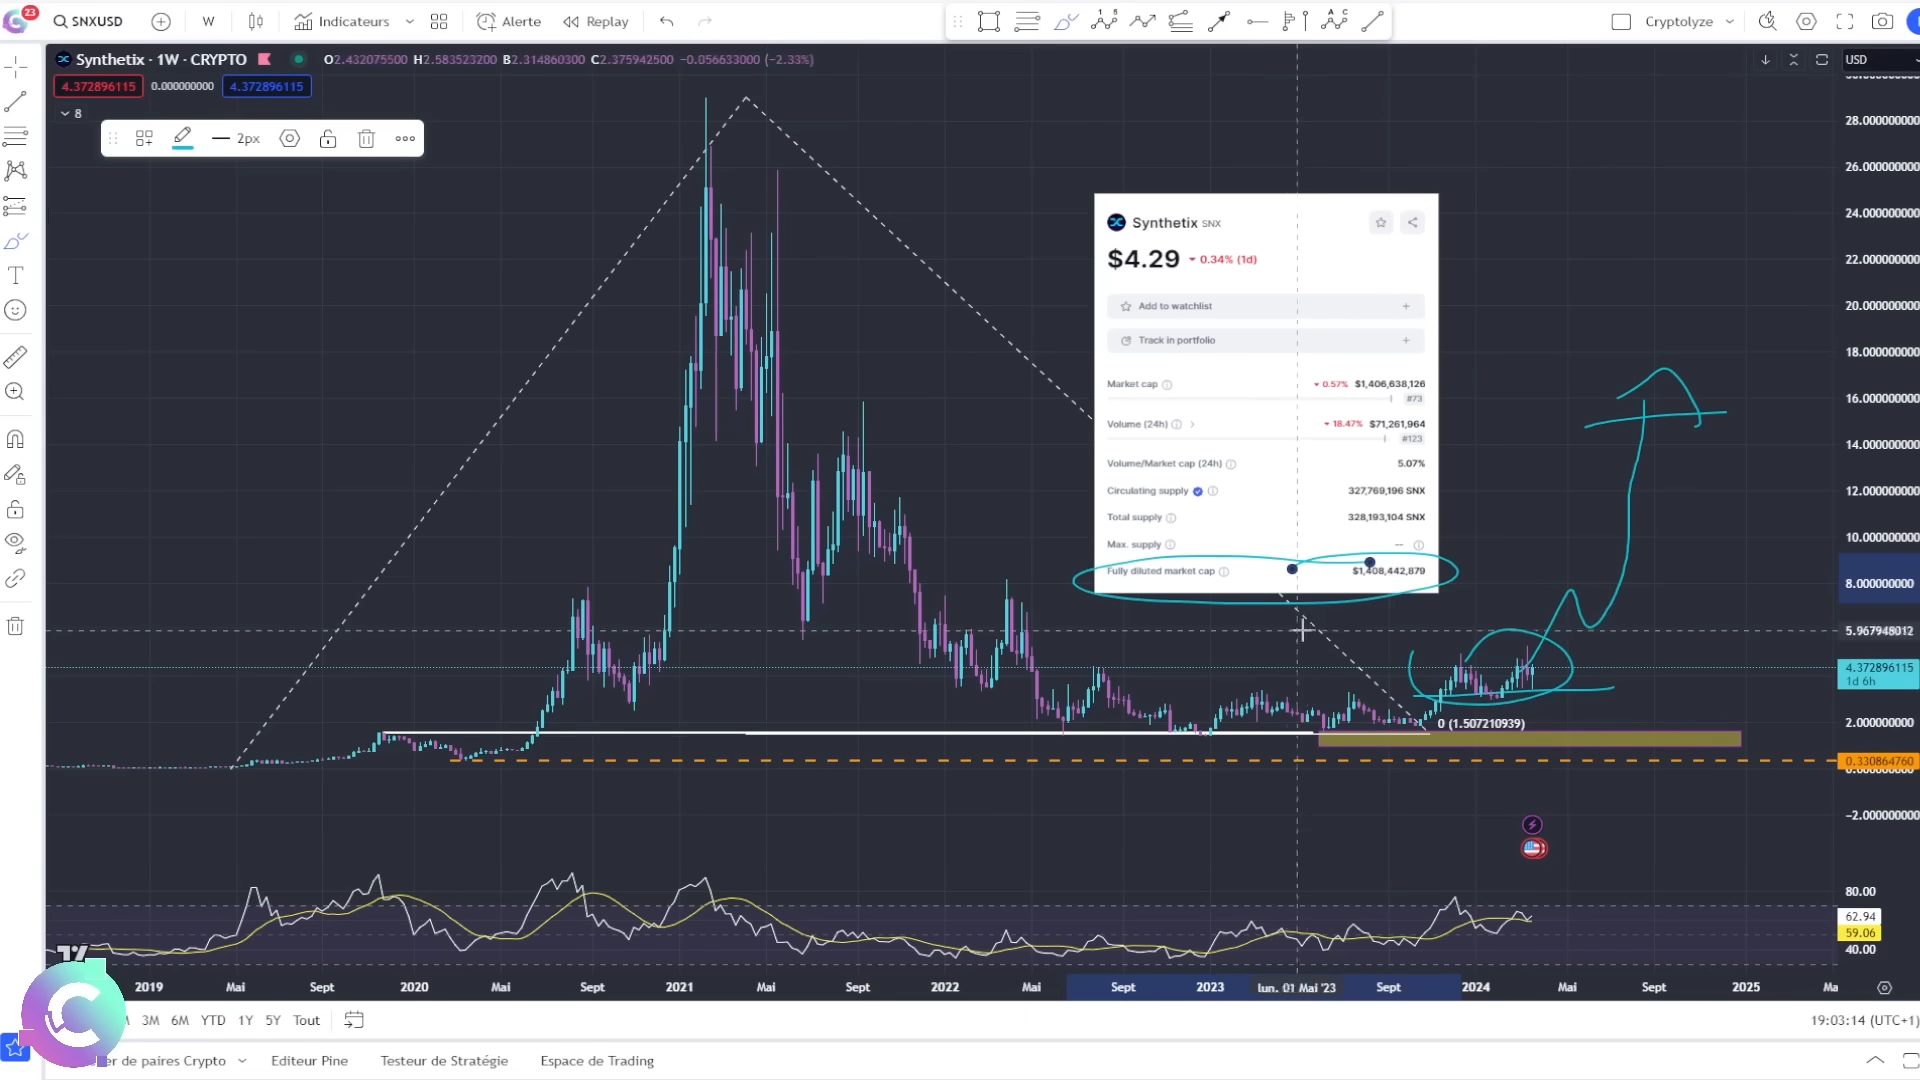 23
SNXUSD
W
Indicateurs
Alerte
Replay
Cryptolyze
Synthetix · 1W · CRYPTO
O2.432075500 H2.583523200 B2.314860300 C2.375942500 −0.056633000 (−2.33%)
USD
4.372896115
0.000000000
4.372896115
8
2px
28.000000000
26.000000000
24.000000000
22.000000000
20.000000000
18.000000000
16.000000000
14.000000000
12.000000000
10.000000000
8.000000000
5.967948012
4.372896115
1d 6h
2.000000000
0.330864760
−2.000000000
80.00
62.94
59.06
40.00
Synthetix SNX
$4.29
0.34% (1d)
Add to watchlist
Track in portfolio
Market cap
0.57% $1,406,638,126
#73
Volume (24h)
18.47% $71,261,964
#123
Volume/Market cap (24h)
5.07%
Circulating supply
327,769,196 SNX
Total supply
328,193,104 SNX
Max. supply
--
Fully diluted market cap
$1,408,442,879
0 (1.507210939)
2019
Mai
Sept
2020
Mai
Sept
2021
Mai
Sept
2022
Mai
Sept
2023
lun. 01 Mai '23
Sept
2024
Mai
Sept
2025
Ma
3M
6M
YTD
1Y
5Y
Tout
19:03:14 (UTC+1)
er de paires Crypto
Editeur Pine
Testeur de Stratégie
Espace de Trading